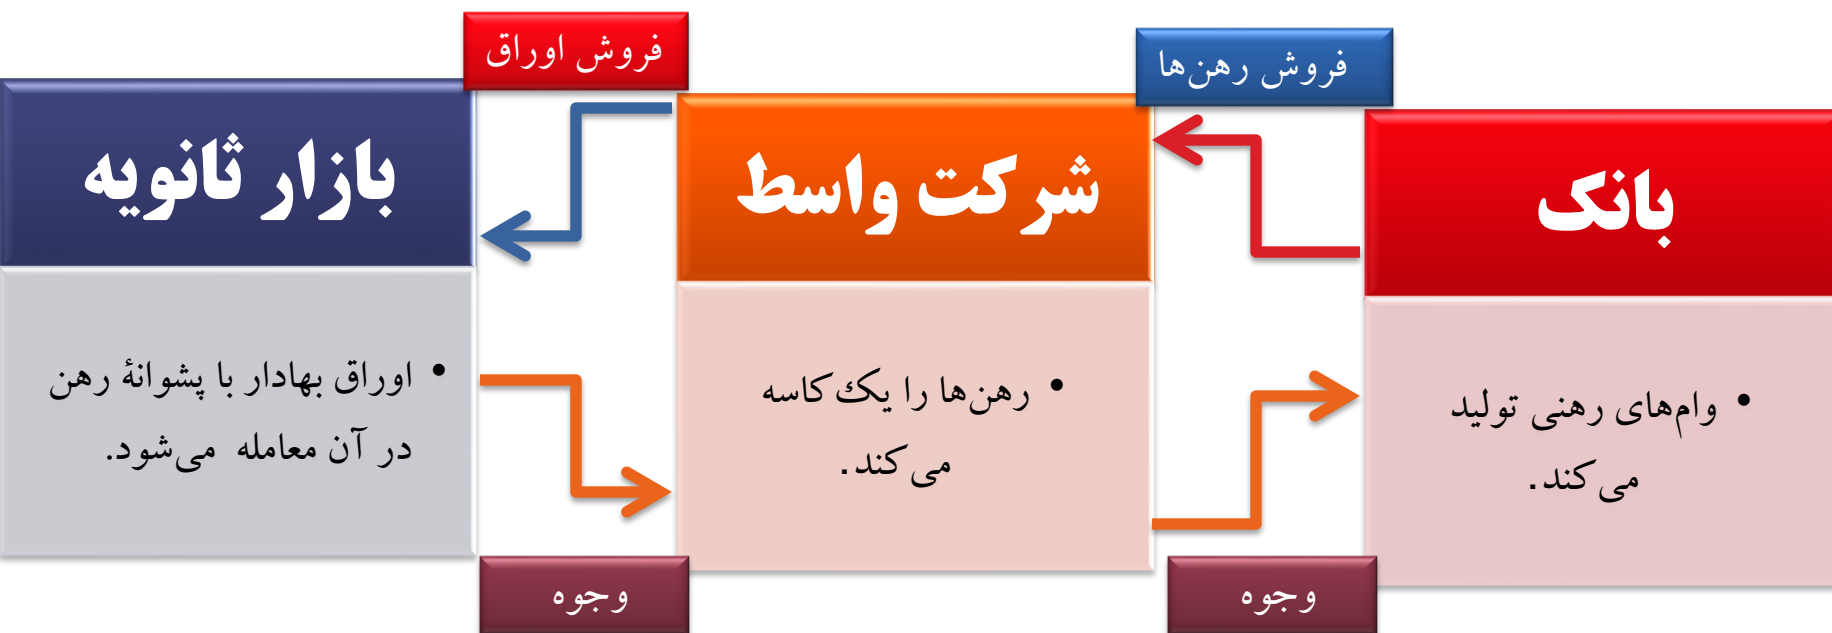 فروش رهن‌ها
فروش اوراق
بانک
شرکت واسط
بازار ثانویه
• وام‌های رهنی تولید
می‌کند.
• رهن‌ها را یک‌کاسه
می‌کند.
• اوراق بهادار با پشوانۀ رهن
در آن معامله می‌شود.
وجوه
وجوه